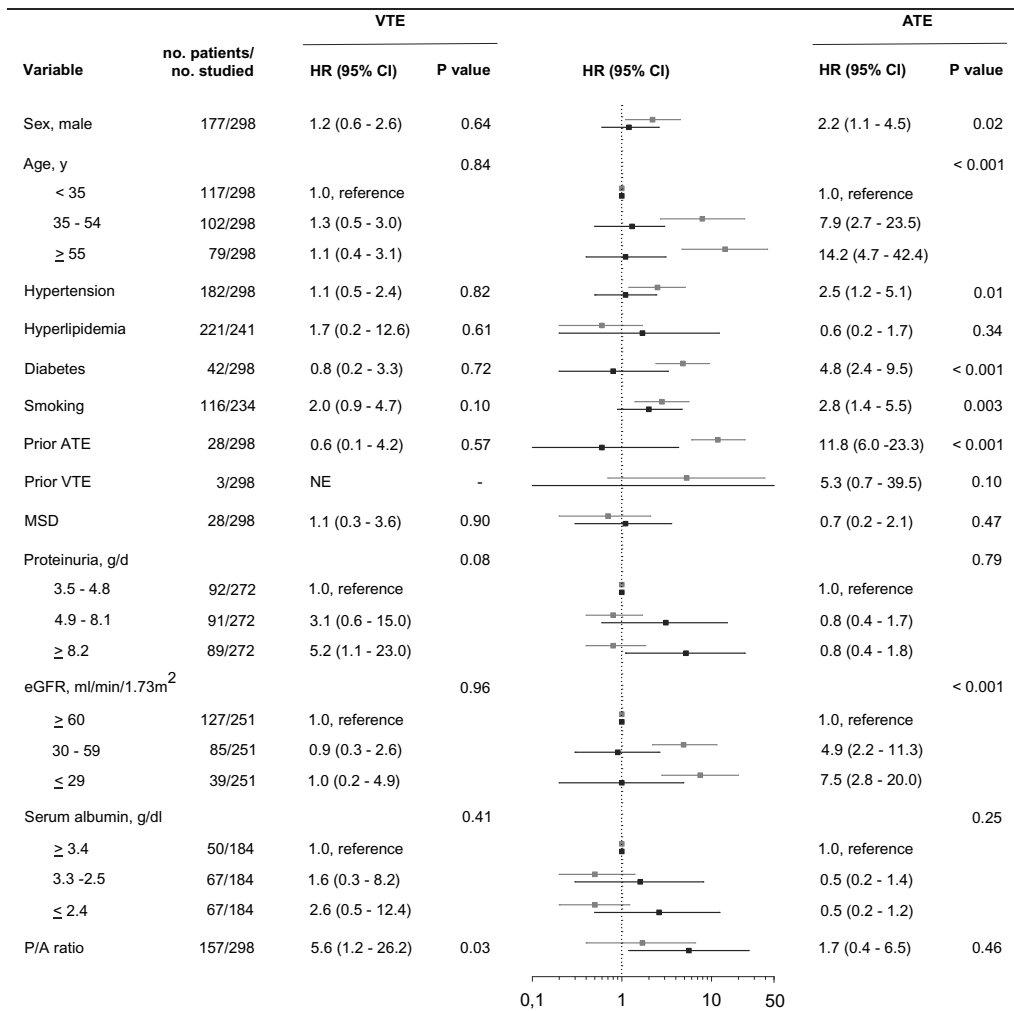 VTE ATE
no. patients/
Variable no. studied HR (95% CI) P value HR (95% CI) HR (95% CI) P value
Sex, male 177/298 1.2 (0.6 - 2.6) 0.64 2.2 (1.1 - 4.5) 0.02
Age, y 0.84 < 0.001
< 35 117/298 1.0, reference 1.0, reference
35 - 54 102/298 1.3 (0.5 - 3.0) 7.9 (2.7 - 23.5)
≥ 55 79/298 1.1 (0.4 - 3.1) 14.2 (4.7 - 42.4)
Hypertension 182/298 1.1 (0.5 - 2.4) 0.82 2.5 (1.2 - 5.1) 0.01
Hyperlipidemia 221/241 1.7 (0.2 - 12.6) 0.61 0.6 (0.2 - 1.7) 0.34
Diabetes 42/298 0.8 (0.2 - 3.3) 0.72 4.8 (2.4 - 9.5) < 0.001
Smoking 116/234 2.0 (0.9 - 4.7) 0.10 2.8 (1.4 - 5.5) 0.003
Prior ATE 28/298 0.6 (0.1 - 4.2) 0.57 11.8 (6.0 -23.3) < 0.001
Prior VTE 3/298 NE - 5.3 (0.7 - 39.5) 0.10
MSD 28/298 1.1 (0.3 - 3.6) 0.90 0.7 (0.2 - 2.1) 0.47
Proteinuria, g/d 0.08 0.79
3.5 - 4.8 92/272 1.0, reference 1.0, reference
4.9 - 8.1 91/272 3.1 (0.6 - 15.0) 0.8 (0.4 - 1.7)
≥ 8.2 89/272 5.2 (1.1 - 23.0) 0.8 (0.4 - 1.8)
eGFR, ml/min/1.73m² 0.96 < 0.001
≥ 60 127/251 1.0, reference 1.0, reference
30 - 59 85/251 0.9 (0.3 - 2.6) 4.9 (2.2 - 11.3)
≤ 29 39/251 1.0 (0.2 - 4.9) 7.5 (2.8 - 20.0)
Serum albumin, g/dl 0.41 0.25
≥ 3.4 50/184 1.0, reference 1.0, reference
3.3 -2.5 67/184 1.6 (0.3 - 8.2) 0.5 (0.2 - 1.4)
≤ 2.4 67/184 2.6 (0.5 - 12.4) 0.5 (0.2 - 1.2)
P/A ratio 157/298 5.6 (1.2 - 26.2) 0.03 1.7 (0.4 - 6.5) 0.46
0,1 1 10 50